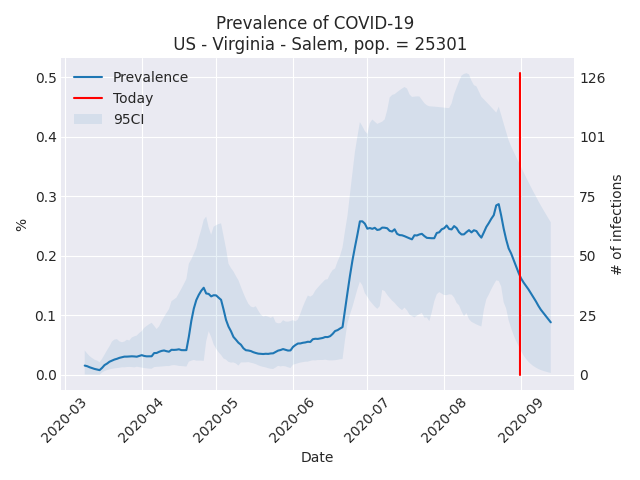 Prevalence of COVID-19
US - Virginia - Salem, pop. = 25301
Prevalence
Today
95CI
0.5
0.4
0.3
0.2
0.1
0.0
%
126
101
75
50
25
0
# of infections
2020-03
2020-04
2020-05
2020-06
2020-07
2020-08
2020-09
Date